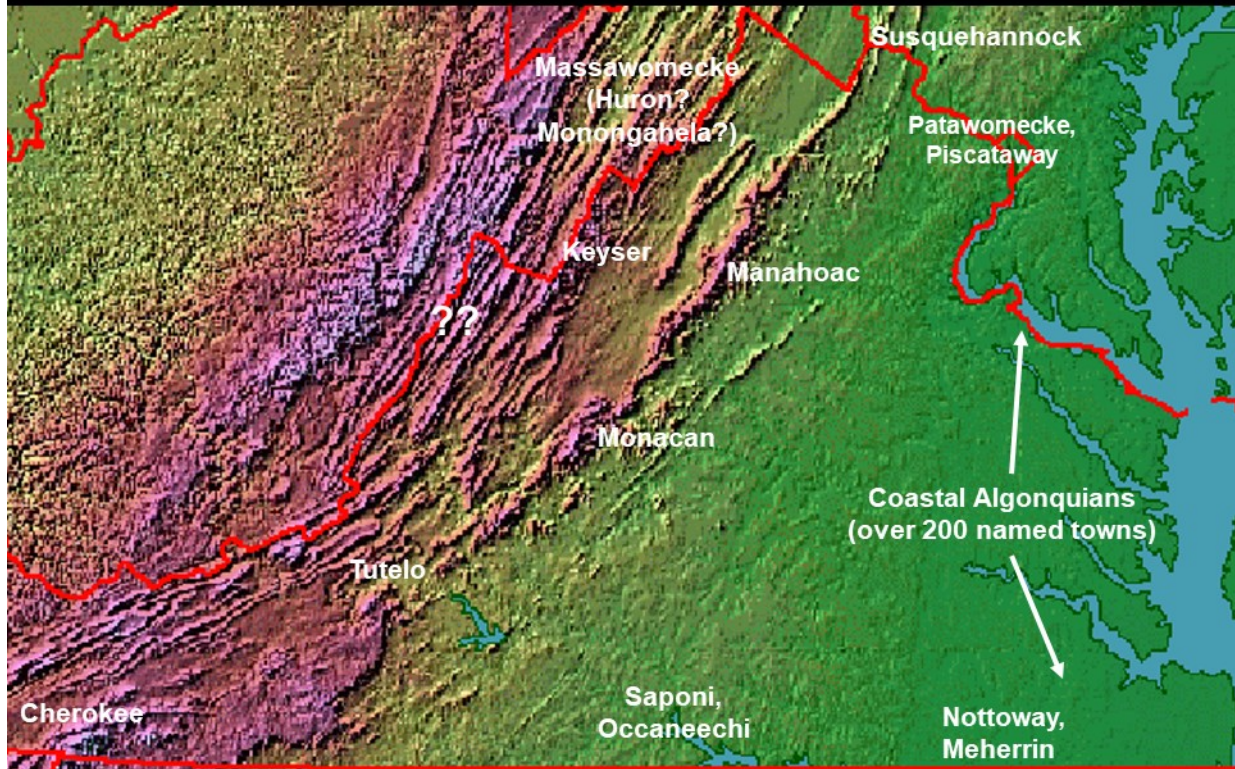 Susquehannock
Massawomecke
(Huron?
Monongahela?)
Patawomecke,
Piscataway
Keyser
Manahoac
??
Monacan
Coastal Algonquians
(over 200 named towns)
Tutelo
Saponi,
Occaneechi
Cherokee
Nottoway,
Meherrin